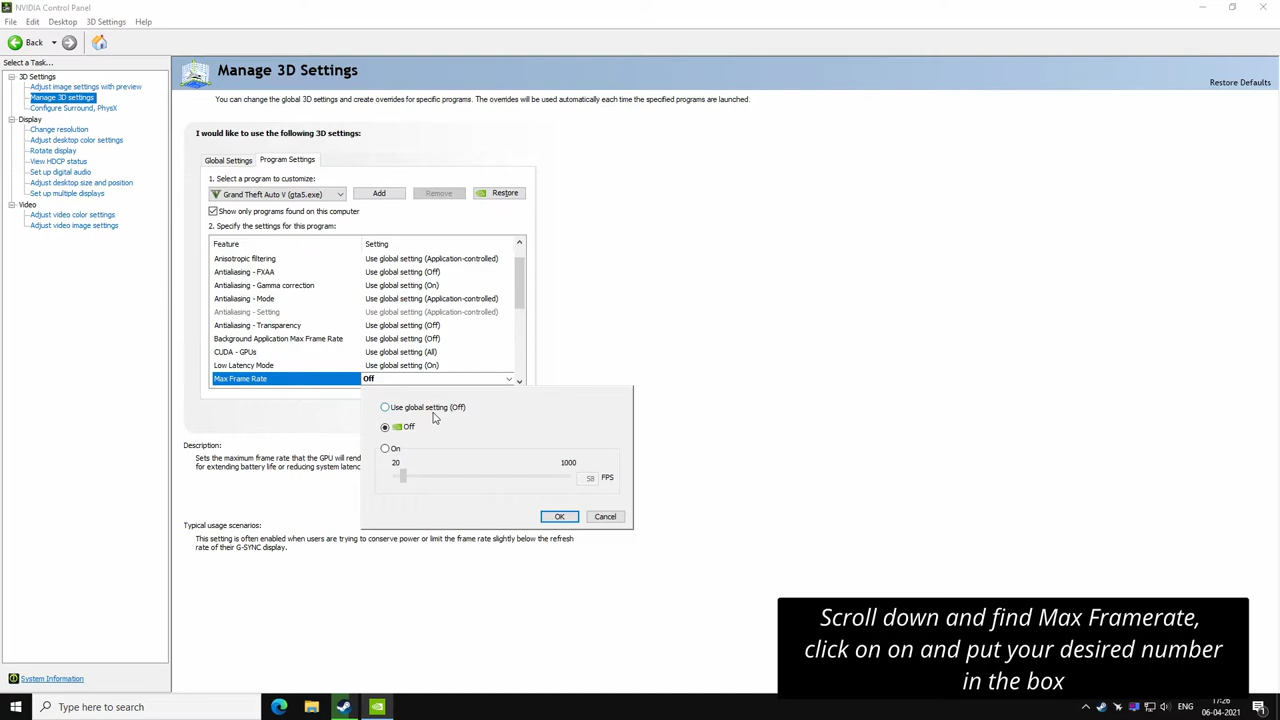 NVIDIA Control Panel
File Edit Desktop 3D Settings Help
Back
Select a Task...
3D Settings
Adjust image settings with preview
Manage 3D settings
Configure Surround, PhysX
Display
Change resolution
Adjust desktop color settings
Rotate display
View HDCP status
Set up digital audio
Adjust desktop size and position
Set up multiple displays
Video
Adjust video color settings
Adjust video image settings
System Information
Manage 3D Settings
Restore Defaults
You can change the global 3D settings and create overrides for specific programs. The overrides will be used automatically each time the specified programs are launched.
I would like to use the following 3D settings:
Global Settings Program Settings
1. Select a program to customize:
Grand Theft Auto V (gta5.exe) Add Remove Restore
Show only programs found on this computer
2. Specify the settings for this program:
Feature Setting
Anisotropic filtering Use global setting (Application-controlled)
Antialiasing - FXAA Use global setting (Off)
Antialiasing - Gamma correction Use global setting (On)
Antialiasing - Mode Use global setting (Application-controlled)
Antialiasing - Setting Use global setting (Application-controlled)
Antialiasing - Transparency Use global setting (Off)
Background Application Max Frame Rate Use global setting (Off)
CUDA - GPUs Use global setting (All)
Low Latency Mode Use global setting (On)
Max Frame Rate Off
Use global setting (Off)
Off
On
20 1000
58 FPS
OK Cancel
Description:
Sets the maximum frame rate that the GPU will rend
for extending battery life or reducing system latenc
Typical usage scenarios:
This setting is often enabled when users are trying to conserve power or limit the frame rate slightly below the refresh
rate of their G-SYNC display.
Scroll down and find Max Framerate,
click on on and put your desired number
in the box
Type here to search
ENG
17:26
06-04-2021
1